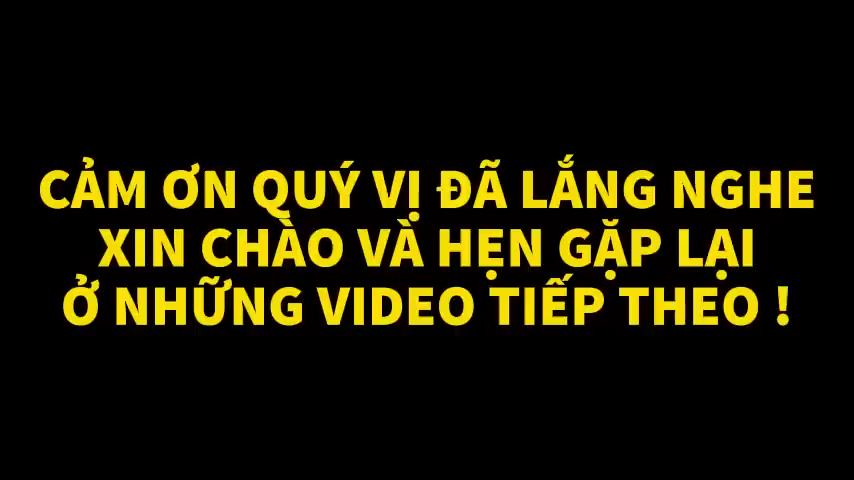 CẢM ƠN QUÝ VỊ ĐÃ LẮNG NGHE
XIN CHÀO VÀ HẸN GẶP LẠI
Ở NHỮNG VIDEO TIẾP THEO !